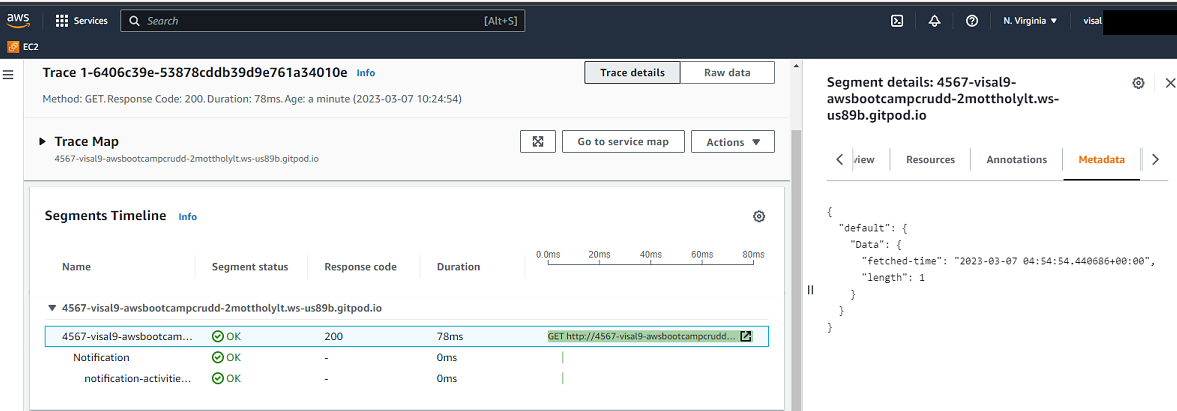 aws
Services
Search
[Alt+S]
N. Virginia
visal
EC2
Trace 1-6406c39e-53878cddb39d9e761a34010e Info
Trace details
Raw data
Method: GET. Response Code: 200. Duration: 78ms. Age: a minute (2023-03-07 10:24:54)
Trace Map
4567-visal9-awsbootcampcrudd-2mottholylt.ws-us89b.gitpod.io
Go to service map
Actions
Segments Timeline Info
Name
Segment status
Response code
Duration
0.0ms 20ms 40ms 60ms 80ms
4567-visal9-awsbootcampcrudd-2mottholylt.ws-us89b.gitpod.io
4567-visal9-awsbootcam... OK 200 78ms GET http://4567-visal9-awsbootcampcrudd...
Notification OK - 0ms
notification-activitie... OK - 0ms
Segment details: 4567-visal9-
awsbootcampcrudd-2mottholylt.ws-
us89b.gitpod.io
view
Resources
Annotations
Metadata
{
"default": {
"Data": {
"fetched-time": "2023-03-07 04:54:54.440686+00:00",
"length": 1
}
}
}